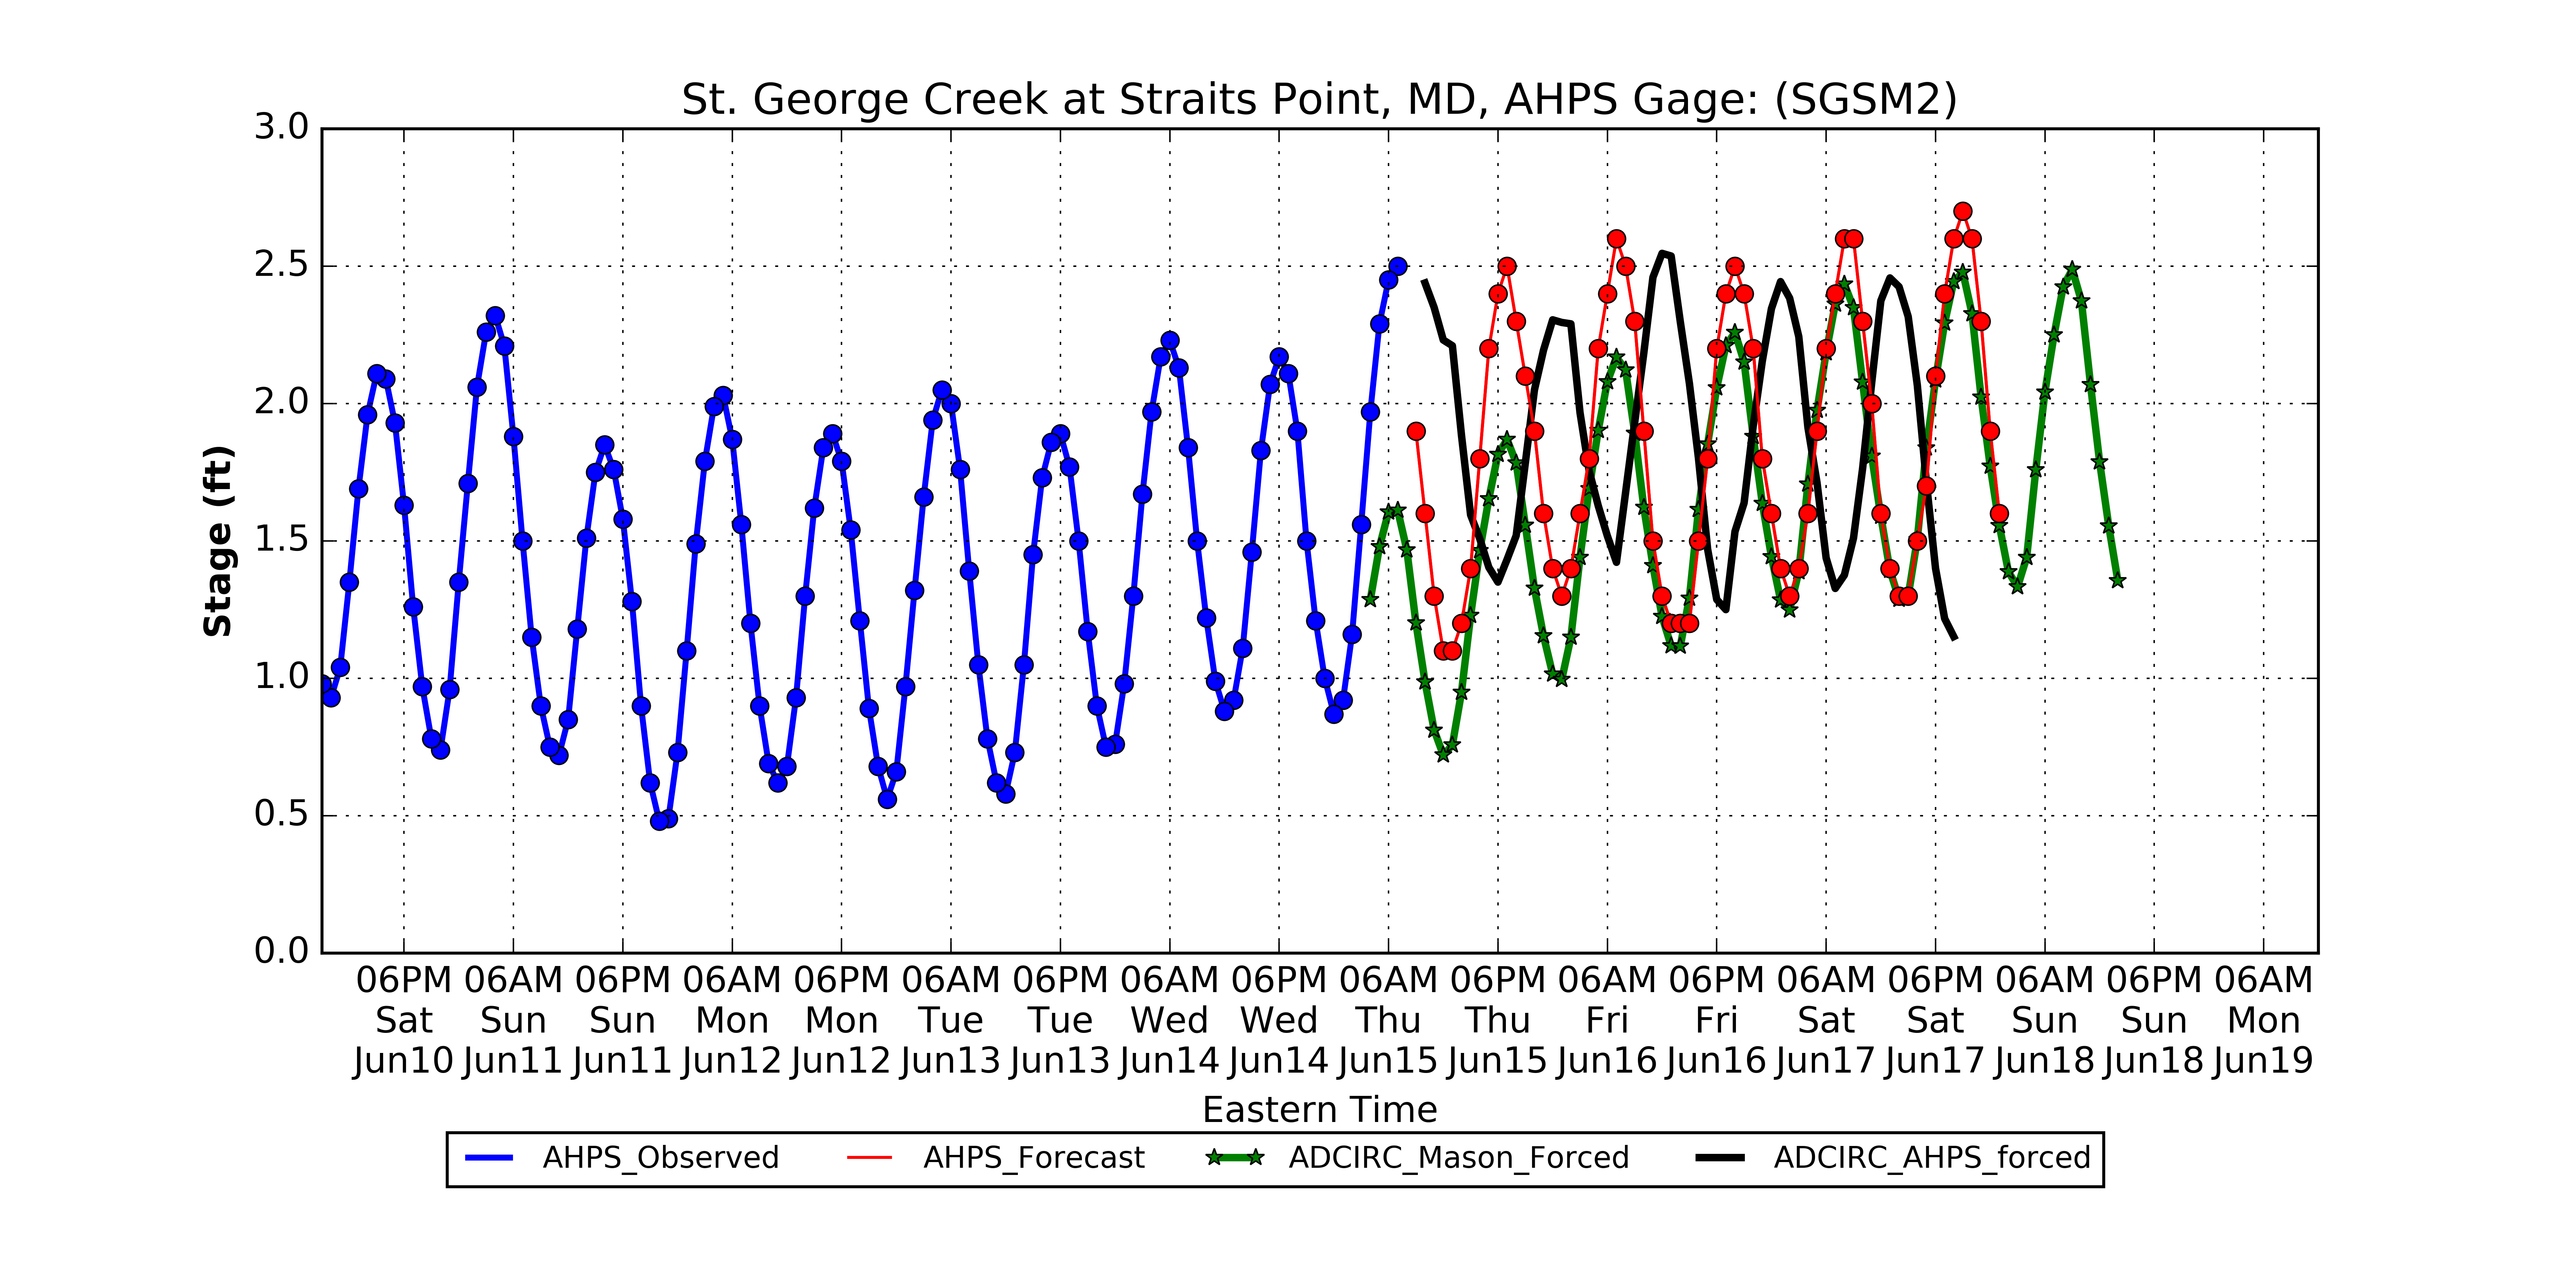 St. George Creek at Straits Point, MD, AHPS Gage: (SGSM2)
3.0
2.5
2.0
1.5
1.0
0.5
0.0
Stage (ft)
06PM 06AM 06PM 06AM 06PM 06AM 06PM 06AM 06PM 06AM 06PM 06AM 06PM 06AM 06PM 06AM 06PM 06AM
Sat Sun Sun Mon Mon Tue Tue Wed Wed Thu Thu Fri Fri Sat Sat Sun Sun Mon
Jun10 Jun11 Jun11 Jun12 Jun12 Jun13 Jun13 Jun14 Jun14 Jun15 Jun15 Jun16 Jun16 Jun17 Jun17 Jun18 Jun18 Jun19
Eastern Time
AHPS_Observed AHPS_Forecast ADCIRC_Mason_Forced ADCIRC_AHPS_forced